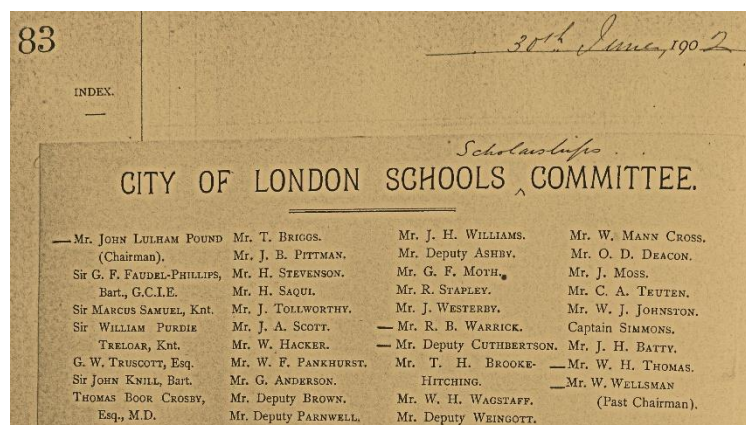 83
30th June, 1902
INDEX.
Scholarships
CITY OF LONDON SCHOOLS ^ COMMITTEE.
Mr. JOHN LULHAM POUND
(Chairman).
Sir G. F. FAUDEL-PHILLIPS,
Bart., G.C.I.E.
Sir MARCUS SAMUEL, Knt.
Sir WILLIAM PURDIE
TRELOAR, Knt.
G. W. TRUSCOTT, Esq.
Sir JOHN KNILL, Bart.
THOMAS BOOR CROSBY,
Esq., M.D.
Mr. T. BRIGGS.
Mr. J. B. PITTMAN.
Mr. H. STEVENSON.
Mr. H. SAQUI.
Mr. J. TOLLWORTHY.
Mr. J. A. SCOTT.
Mr. W. HACKER.
Mr. W. F. PANKHURST.
Mr. G. ANDERSON.
Mr. Deputy BROWN.
Mr. Deputy PARNWELL.
Mr. J. H. WILLIAMS.
Mr. Deputy ASHBY.
Mr. G. F. MOTH.
Mr. R. STAPLEY.
Mr. J. WESTERBY.
Mr. R. B. WARRICK.
Mr. Deputy CUTHBERTSON.
Mr. T. H. BROOKE-
HITCHING.
Mr. W. H. WAGSTAFF.
Mr. Deputy WEINGOTT.
Mr. W. MANN CROSS.
Mr. O. D. DEACON.
Mr. J. MOSS.
Mr. C. A. TEUTEN.
Mr. W. J. JOHNSTON.
Captain SIMMONS.
Mr. J. H. BATTY.
Mr. W. H. THOMAS.
Mr. W. WELLSMAN
(Past Chairman).